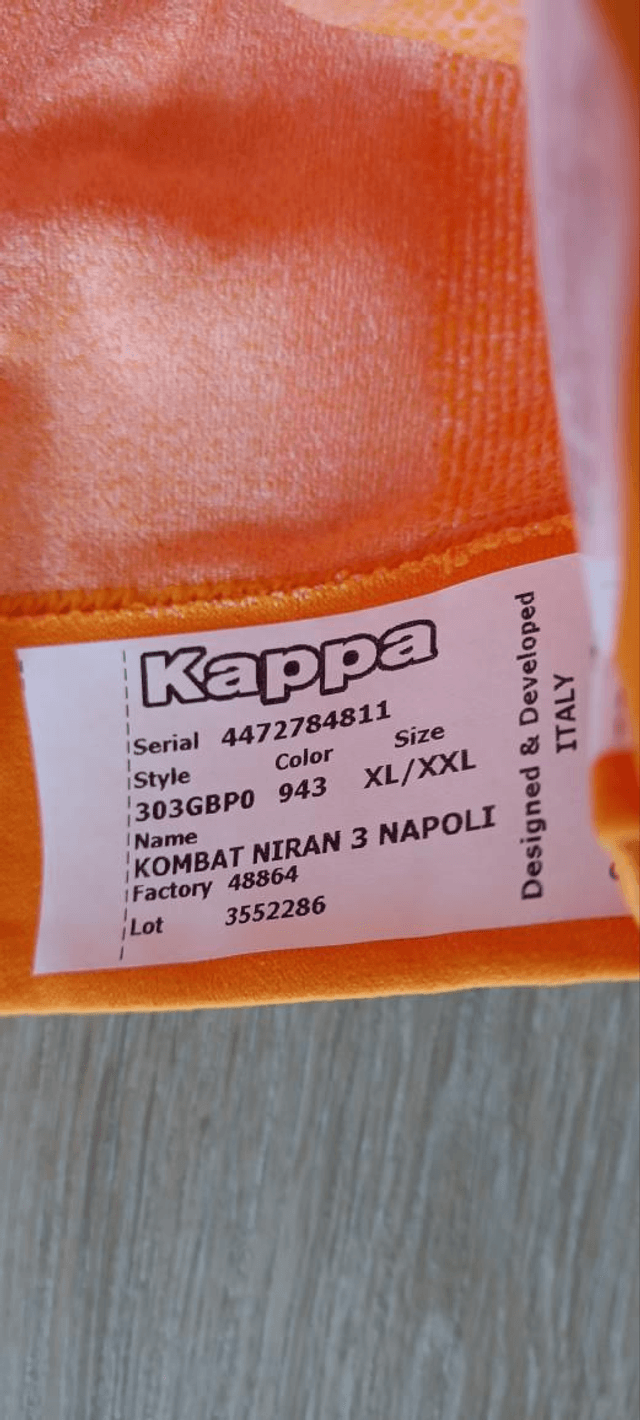 Kappa
Serial 4472784811
Style Color Size
303GBP0 943 XL/XXL
Name
KOMBAT NIRAN 3 NAPOLI
Factory 48864
Lot 3552286
Designed & Developed
ITALY